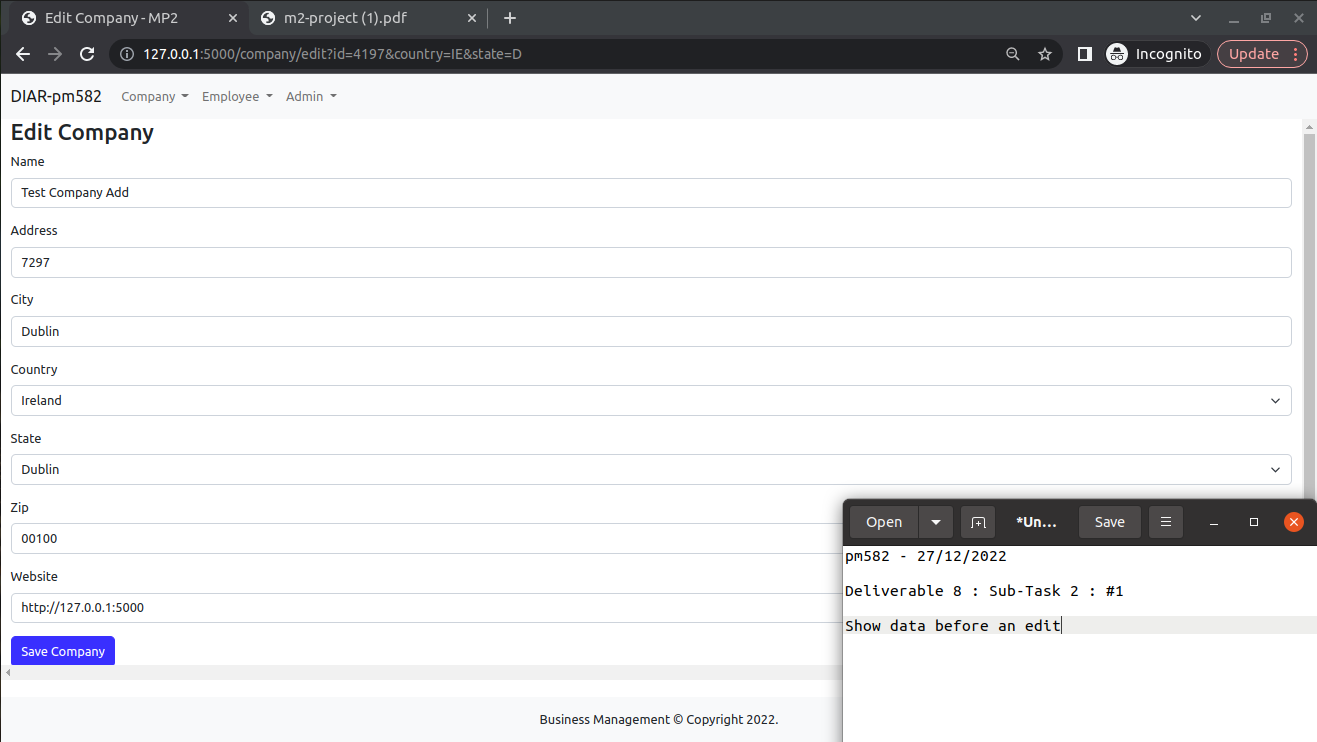 Edit Company - MP2
m2-project (1).pdf
127.0.0.1:5000/company/edit?id=4197&country=IE&state=D
Incognito
Update
DIAR-pm582
Company
Employee
Admin
Edit Company
Name
Test Company Add
Address
7297
City
Dublin
Country
Ireland
State
Dublin
Zip
00100
Website
http://127.0.0.1:5000
Save Company
Business Management © Copyright 2022.
Open
*Un...
Save
pm582 - 27/12/2022
Deliverable 8 : Sub-Task 2 : #1
Show data before an edit